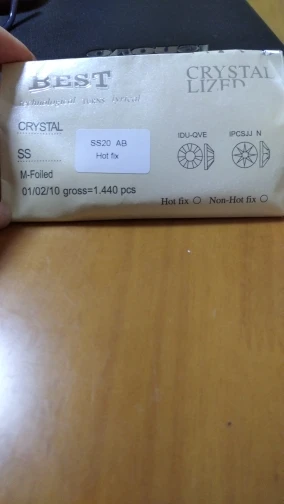 BEST
CRYSTAL
LIZED
CRYSTAL
SS20 AB
Hot fix
IDU-QVE
IPCSJJ N
SS
M-Foiled
01/02/10 gross=1.440 pcs
Hot fix
Non-Hot fix